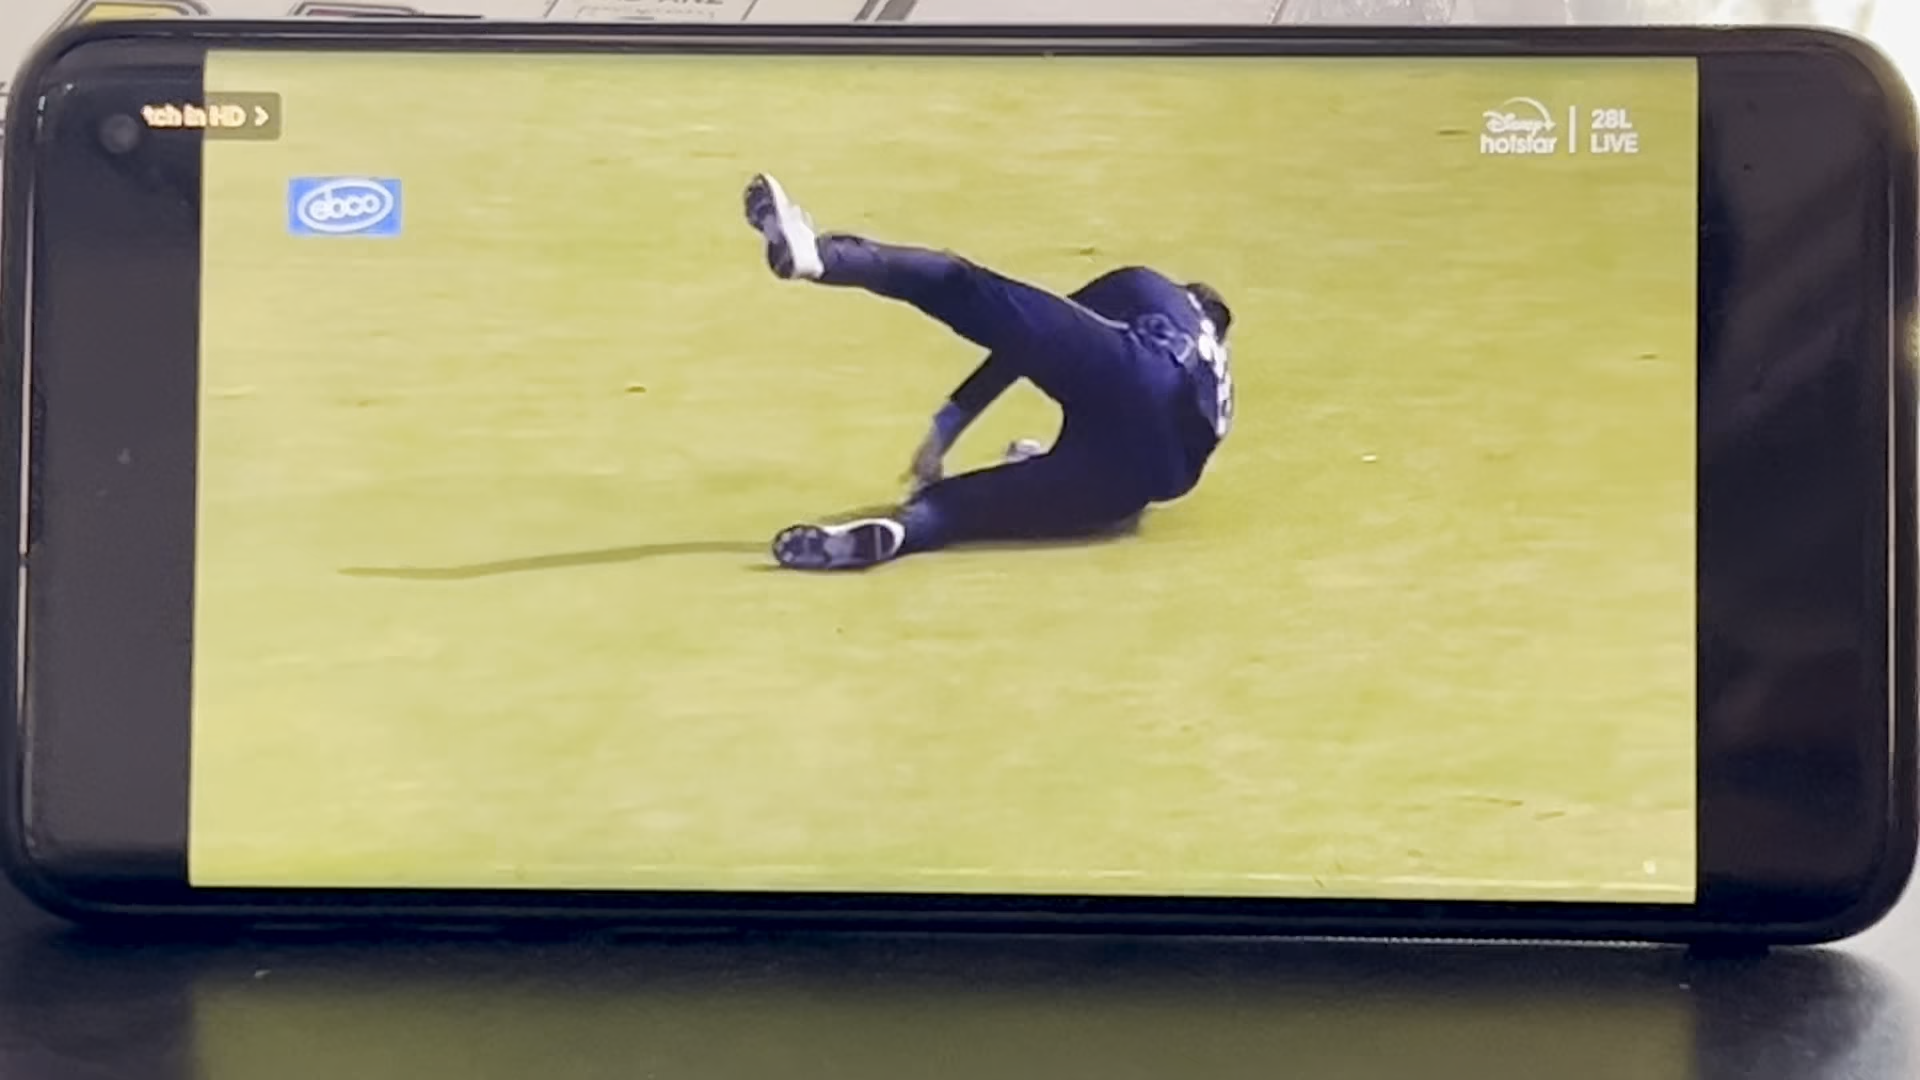 tch in HD >
ebco
Disney+
hotstar
28L
LIVE